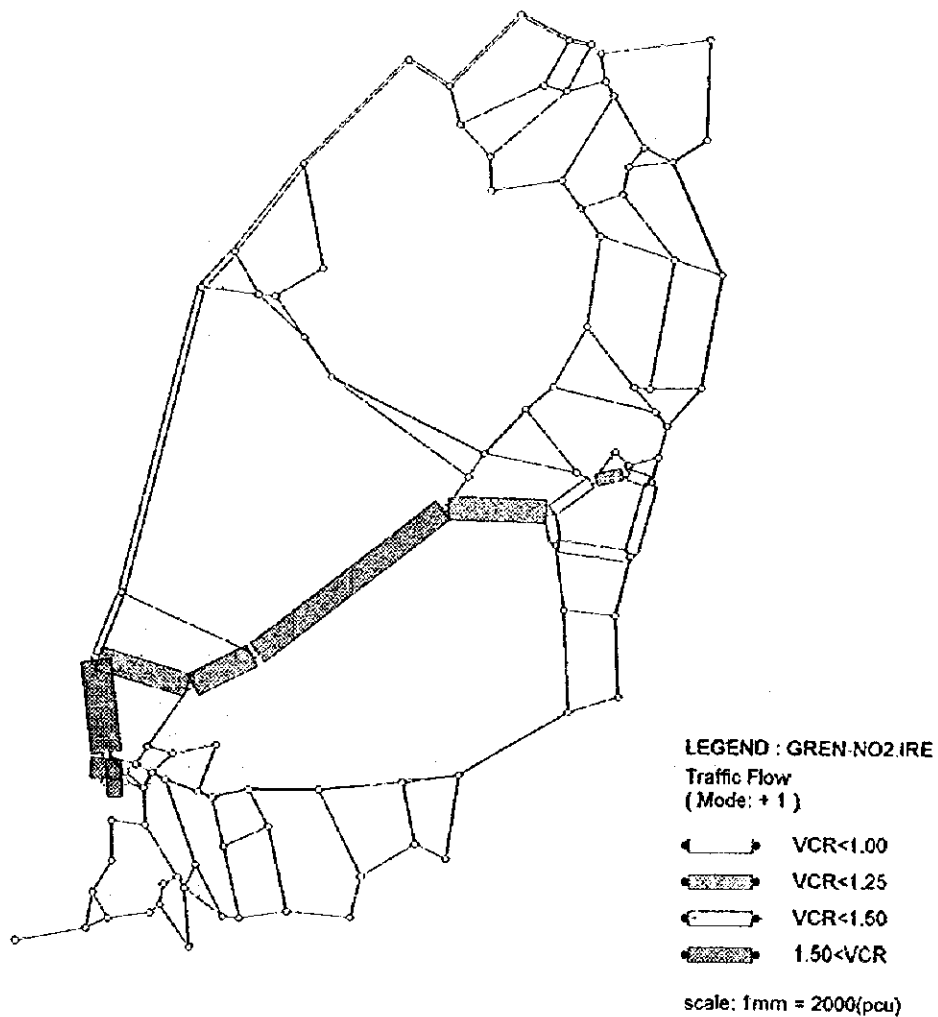 LEGEND : GREN-NO2.IRE
Traffic Flow
( Mode: + 1 )
VCR<1.00
VCR<1.25
VCR<1.50
1.50<VCR
scale: 1mm = 2000(pcu)